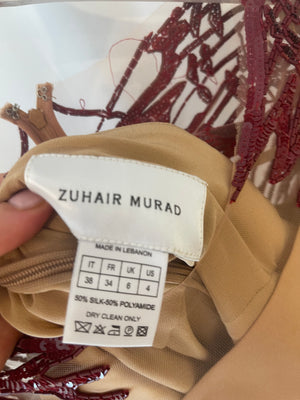 ZUHAIR MURAD
MADE IN LEBANON
IT FR UK US
38 34 6 4
50% SILK-50% POLYAMIDE
DRY CLEAN ONLY